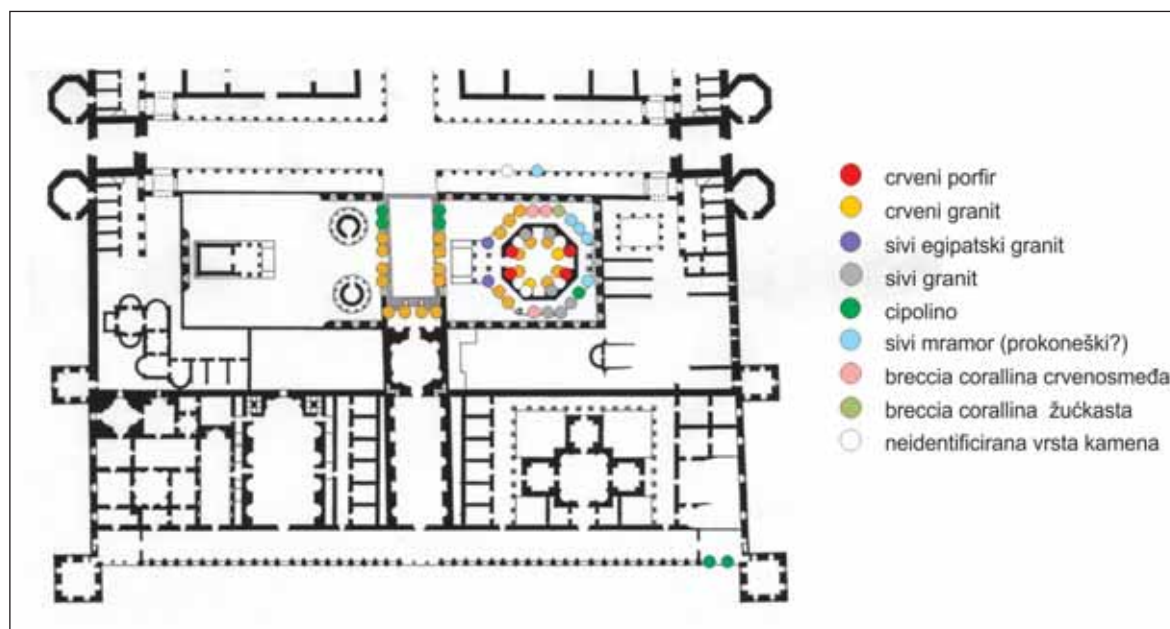 crveni porfir
crveni granit
sivi egipatski granit
sivi granit
cipolino
sivi mramor (prokoneški?)
breccia corallina crvenosmeđa
breccia corallina žućkasta
neidentificirana vrsta kamena